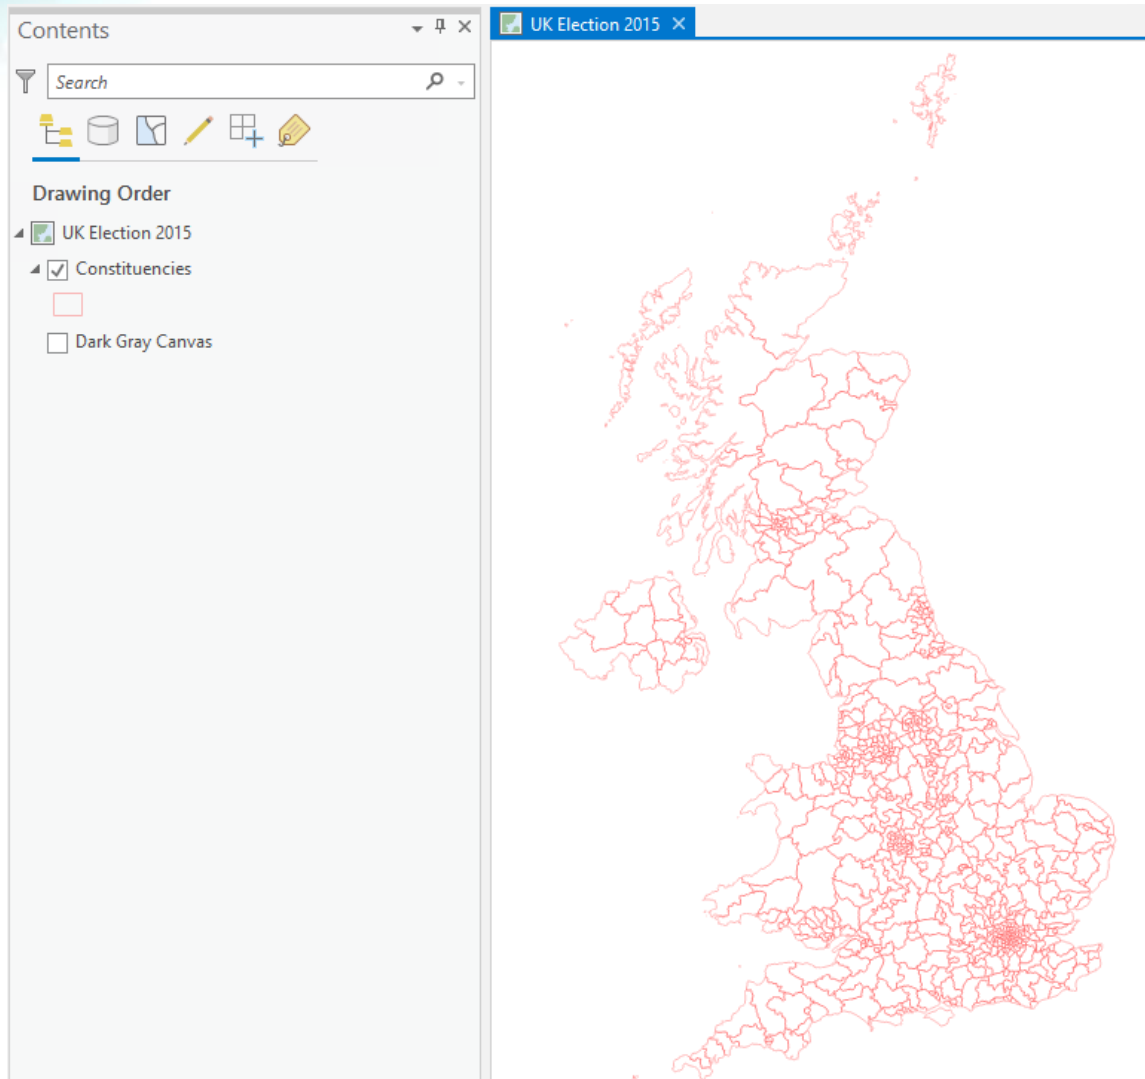 Contents
Search
Drawing Order
UK Election 2015
Constituencies
Dark Gray Canvas
UK Election 2015